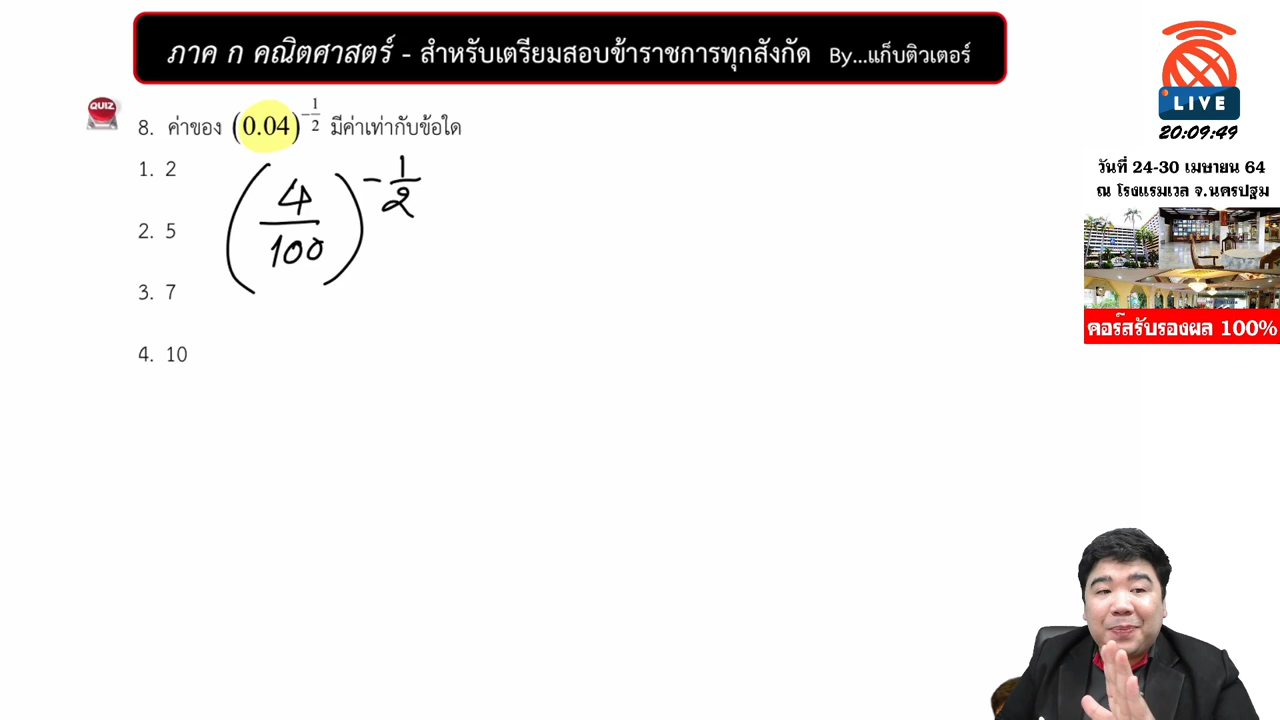 ภาค ก คณิตศาสตร์ - สำหรับเตรียมสอบข้าราชการทุกสังกัด By...แก็บติวเตอร์
LIVE
20:09:49
QUIZ
8. ค่าของ (0.04)^{-\frac{1}{2}} มีค่าเท่ากับข้อใด
1. 2
2. 5
3. 7
4. 10
(\frac{4}{100})^{-\frac{1}{2}}
วันที่ 24-30 เมษายน 64
ณ โรงแรมเวล จ.นครปฐม
คอร์สรับรองผล 100%